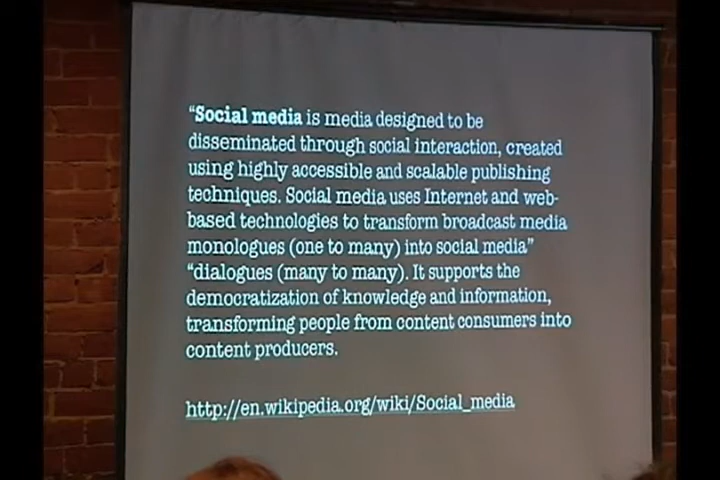 “Social media is media designed to be
disseminated through social interaction, created
using highly accessible and scalable publishing
techniques. Social media uses Internet and web-
based technologies to transform broadcast media
monologues (one to many) into social media”
“dialogues (many to many). It supports the
democratization of knowledge and information,
transforming people from content consumers into
content producers.
http://en.wikipedia.org/wiki/Social_media